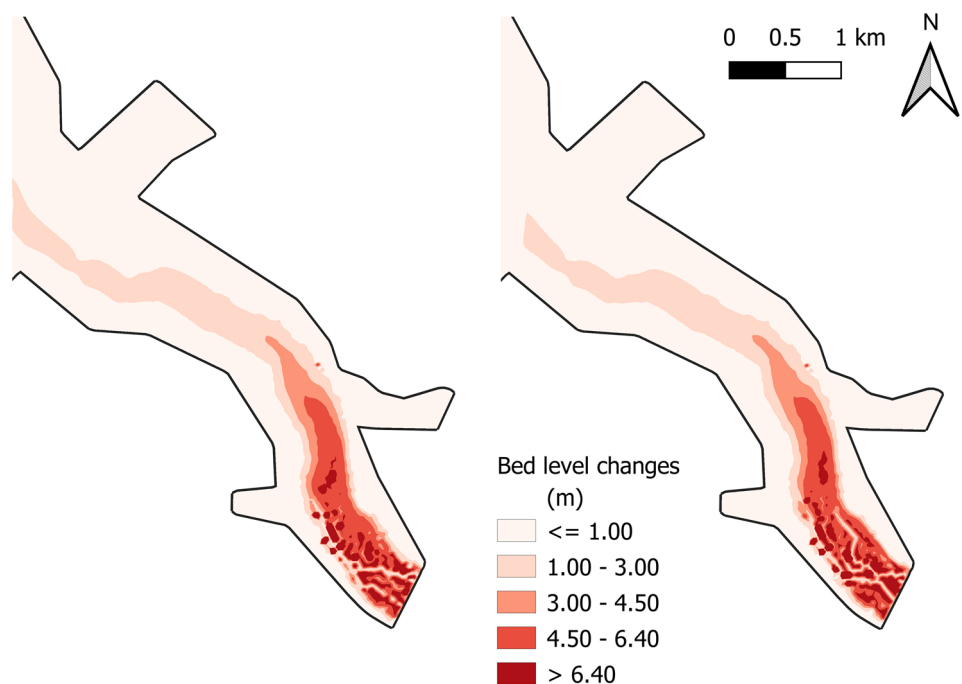 N
0 0.5 1 km
Bed level changes
(m)
<= 1.00
1.00 - 3.00
3.00 - 4.50
4.50 - 6.40
> 6.40